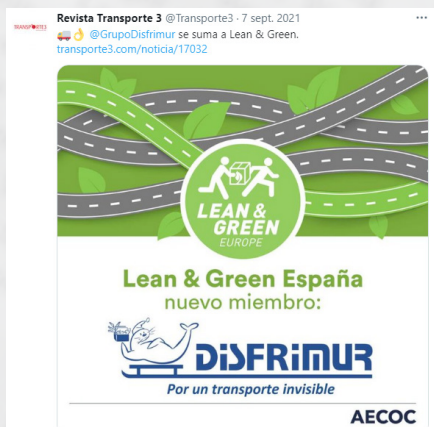 TRANSPORTE3
Revista Transporte 3 @Transporte3 · 7 sept. 2021
@GrupoDisfrimur se suma a Lean & Green.
transporte3.com/noticia/17032
LEAN &
GREEN
EUROPE
Lean & Green España
nuevo miembro:
DISFRIMUR
Por un transporte invisible
AECOC